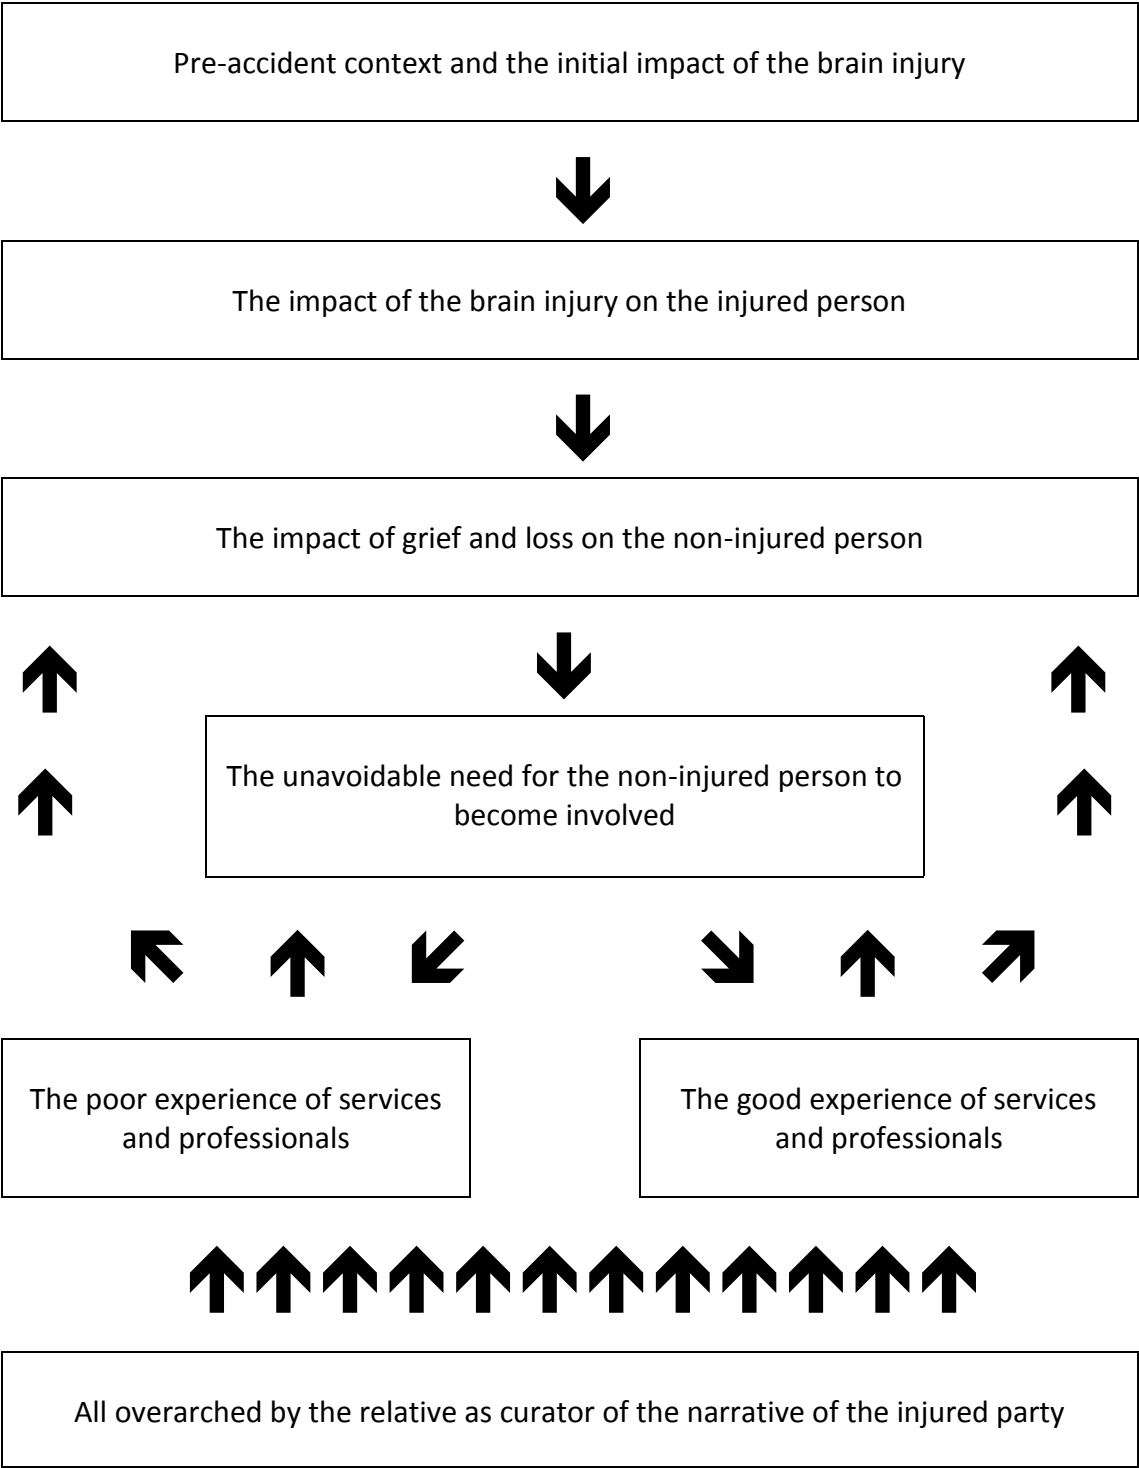 Pre-accident context and the initial impact of the brain injury
The impact of the brain injury on the injured person
The impact of grief and loss on the non-injured person
The unavoidable need for the non-injured person to
become involved
The poor experience of services
and professionals
The good experience of services
and professionals
All overarched by the relative as curator of the narrative of the injured party